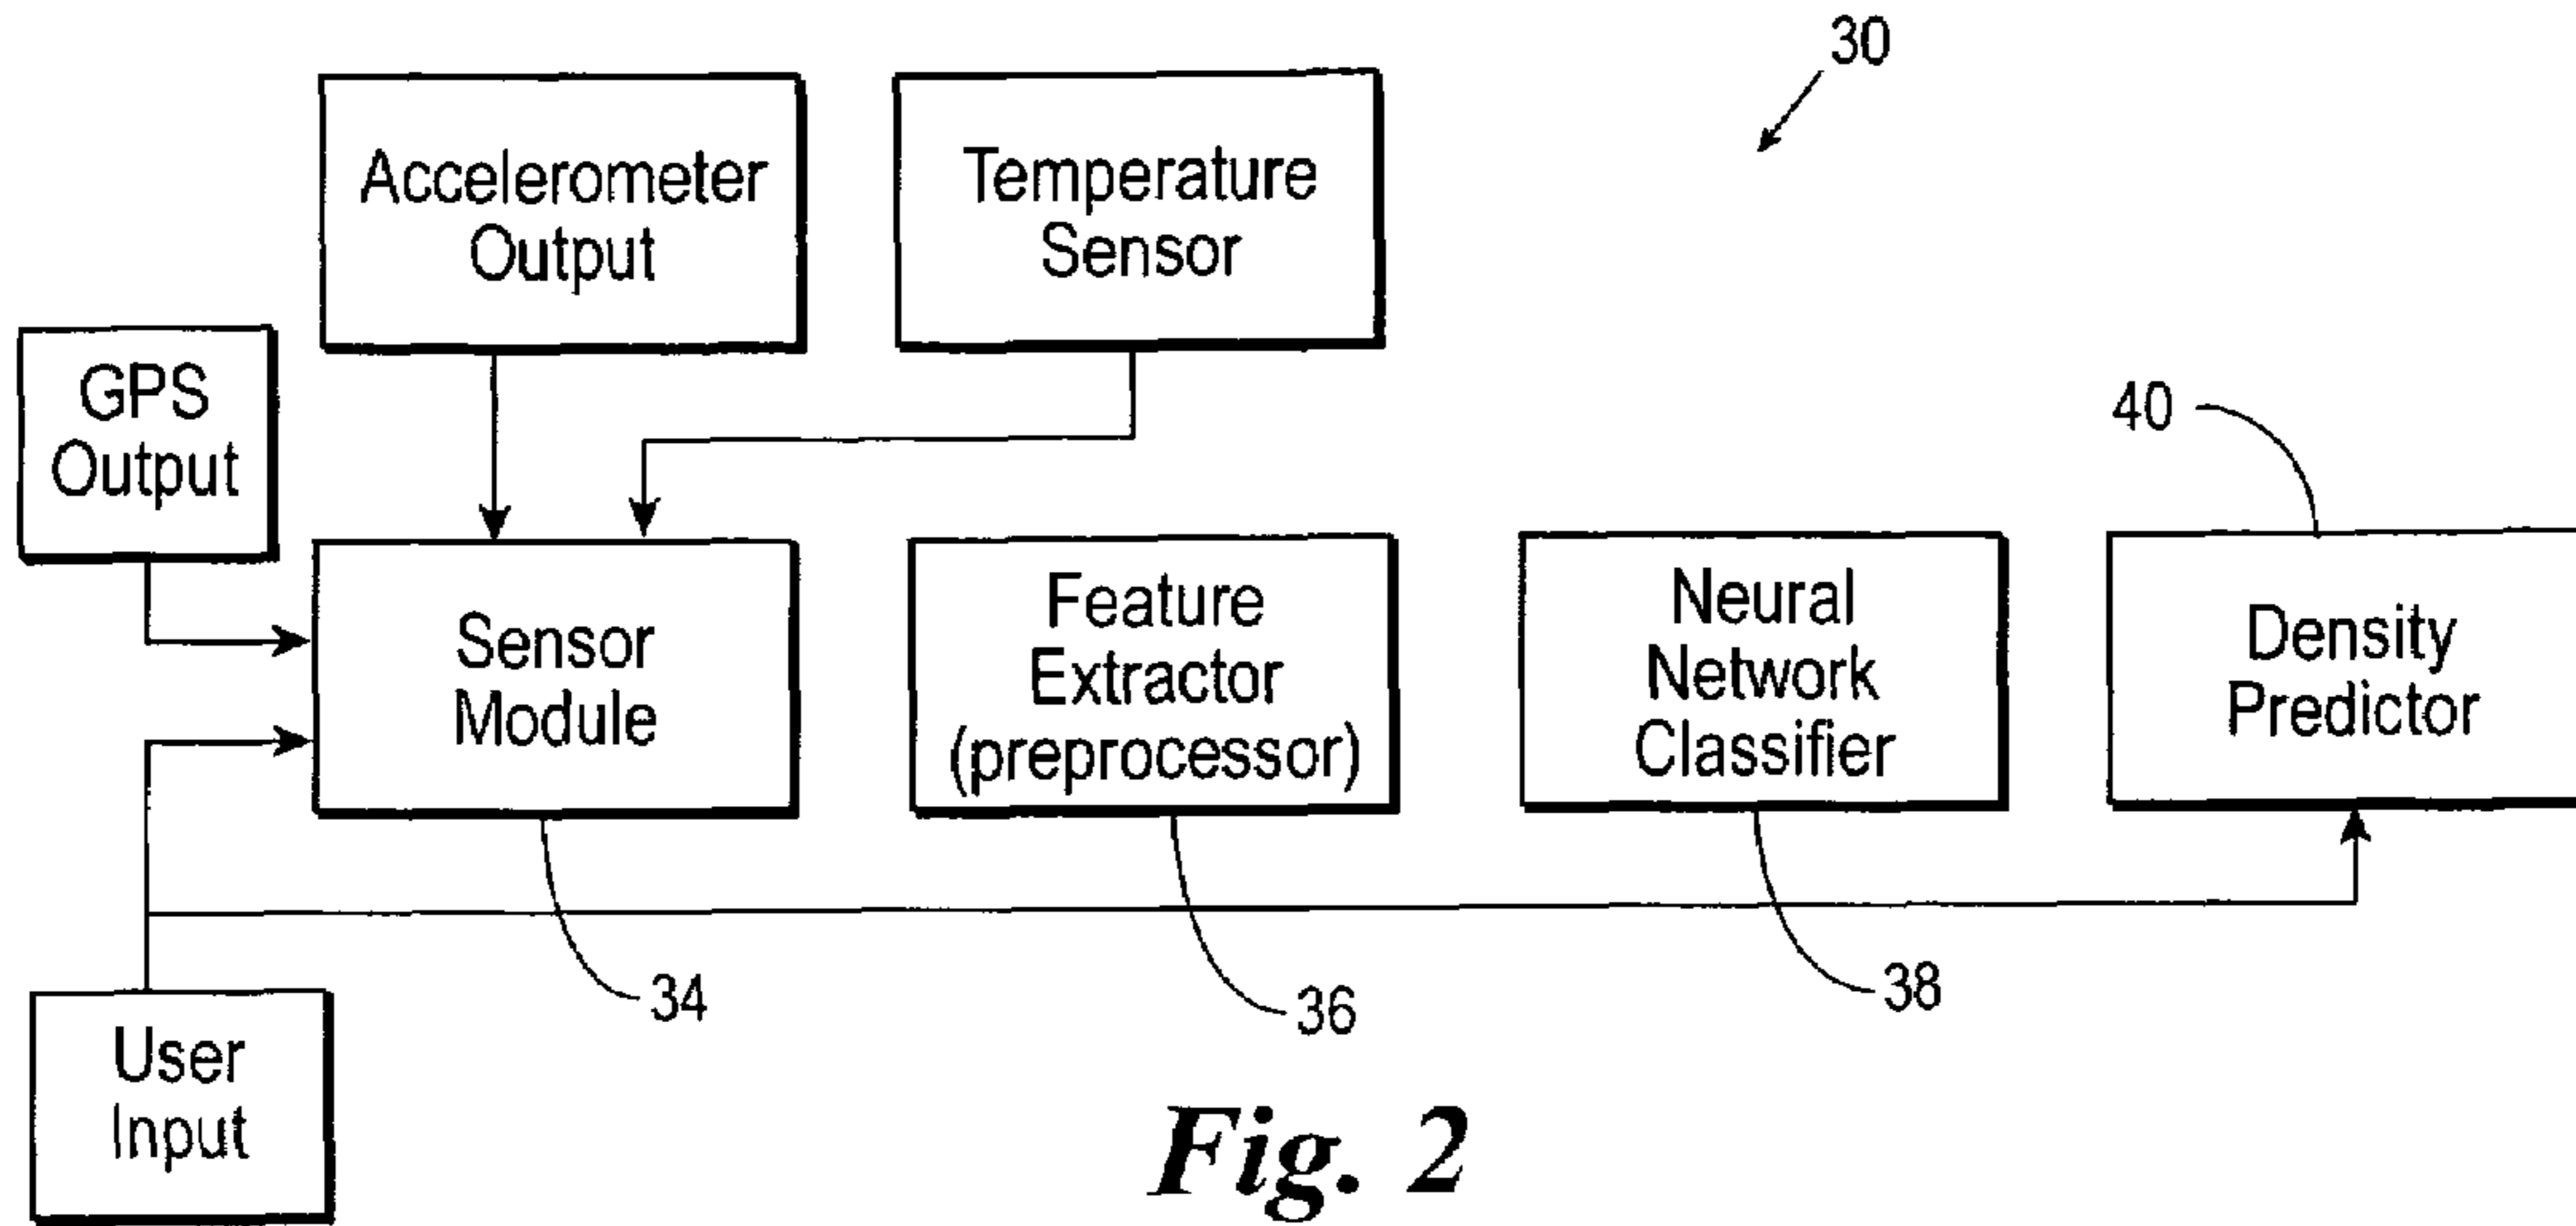 30
Accelerometer
Output
Temperature
Sensor
GPS
Output
40
Sensor
Module
Feature
Extractor
(preprocessor)
Neural
Network
Classifier
Density
Predictor
34
36
38
User
Input
Fig. 2